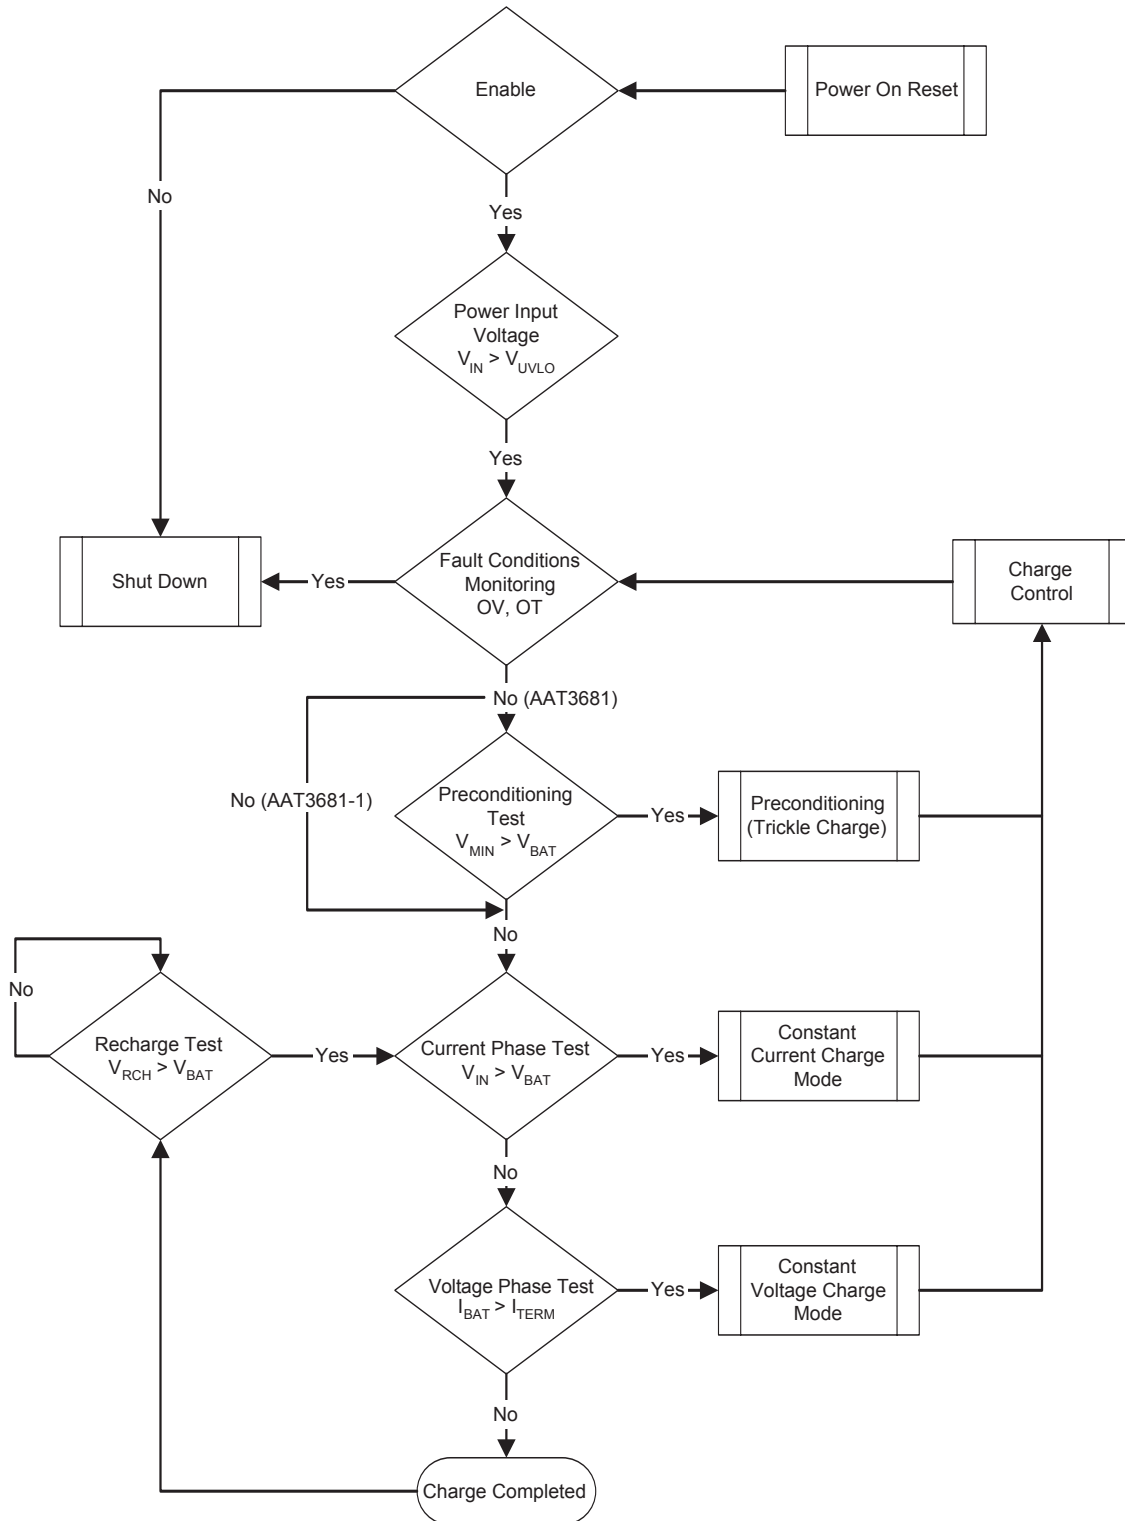 Enable
Power On Reset
No
Yes
Power Input
Voltage
V_IN > V_UVLO
Yes
Fault Conditions
Monitoring
OV, OT
Yes
Shut Down
Charge
Control
No (AAT3681)
No (AAT3681-1)
Preconditioning
Test
V_MIN > V_BAT
Yes
Preconditioning
(Trickle Charge)
No
No
Recharge Test
V_RCH > V_BAT
Yes
Current Phase Test
V_IN > V_BAT
Yes
Constant
Current Charge
Mode
No
Voltage Phase Test
I_BAT > I_TERM
Yes
Constant
Voltage Charge
Mode
No
Charge Completed